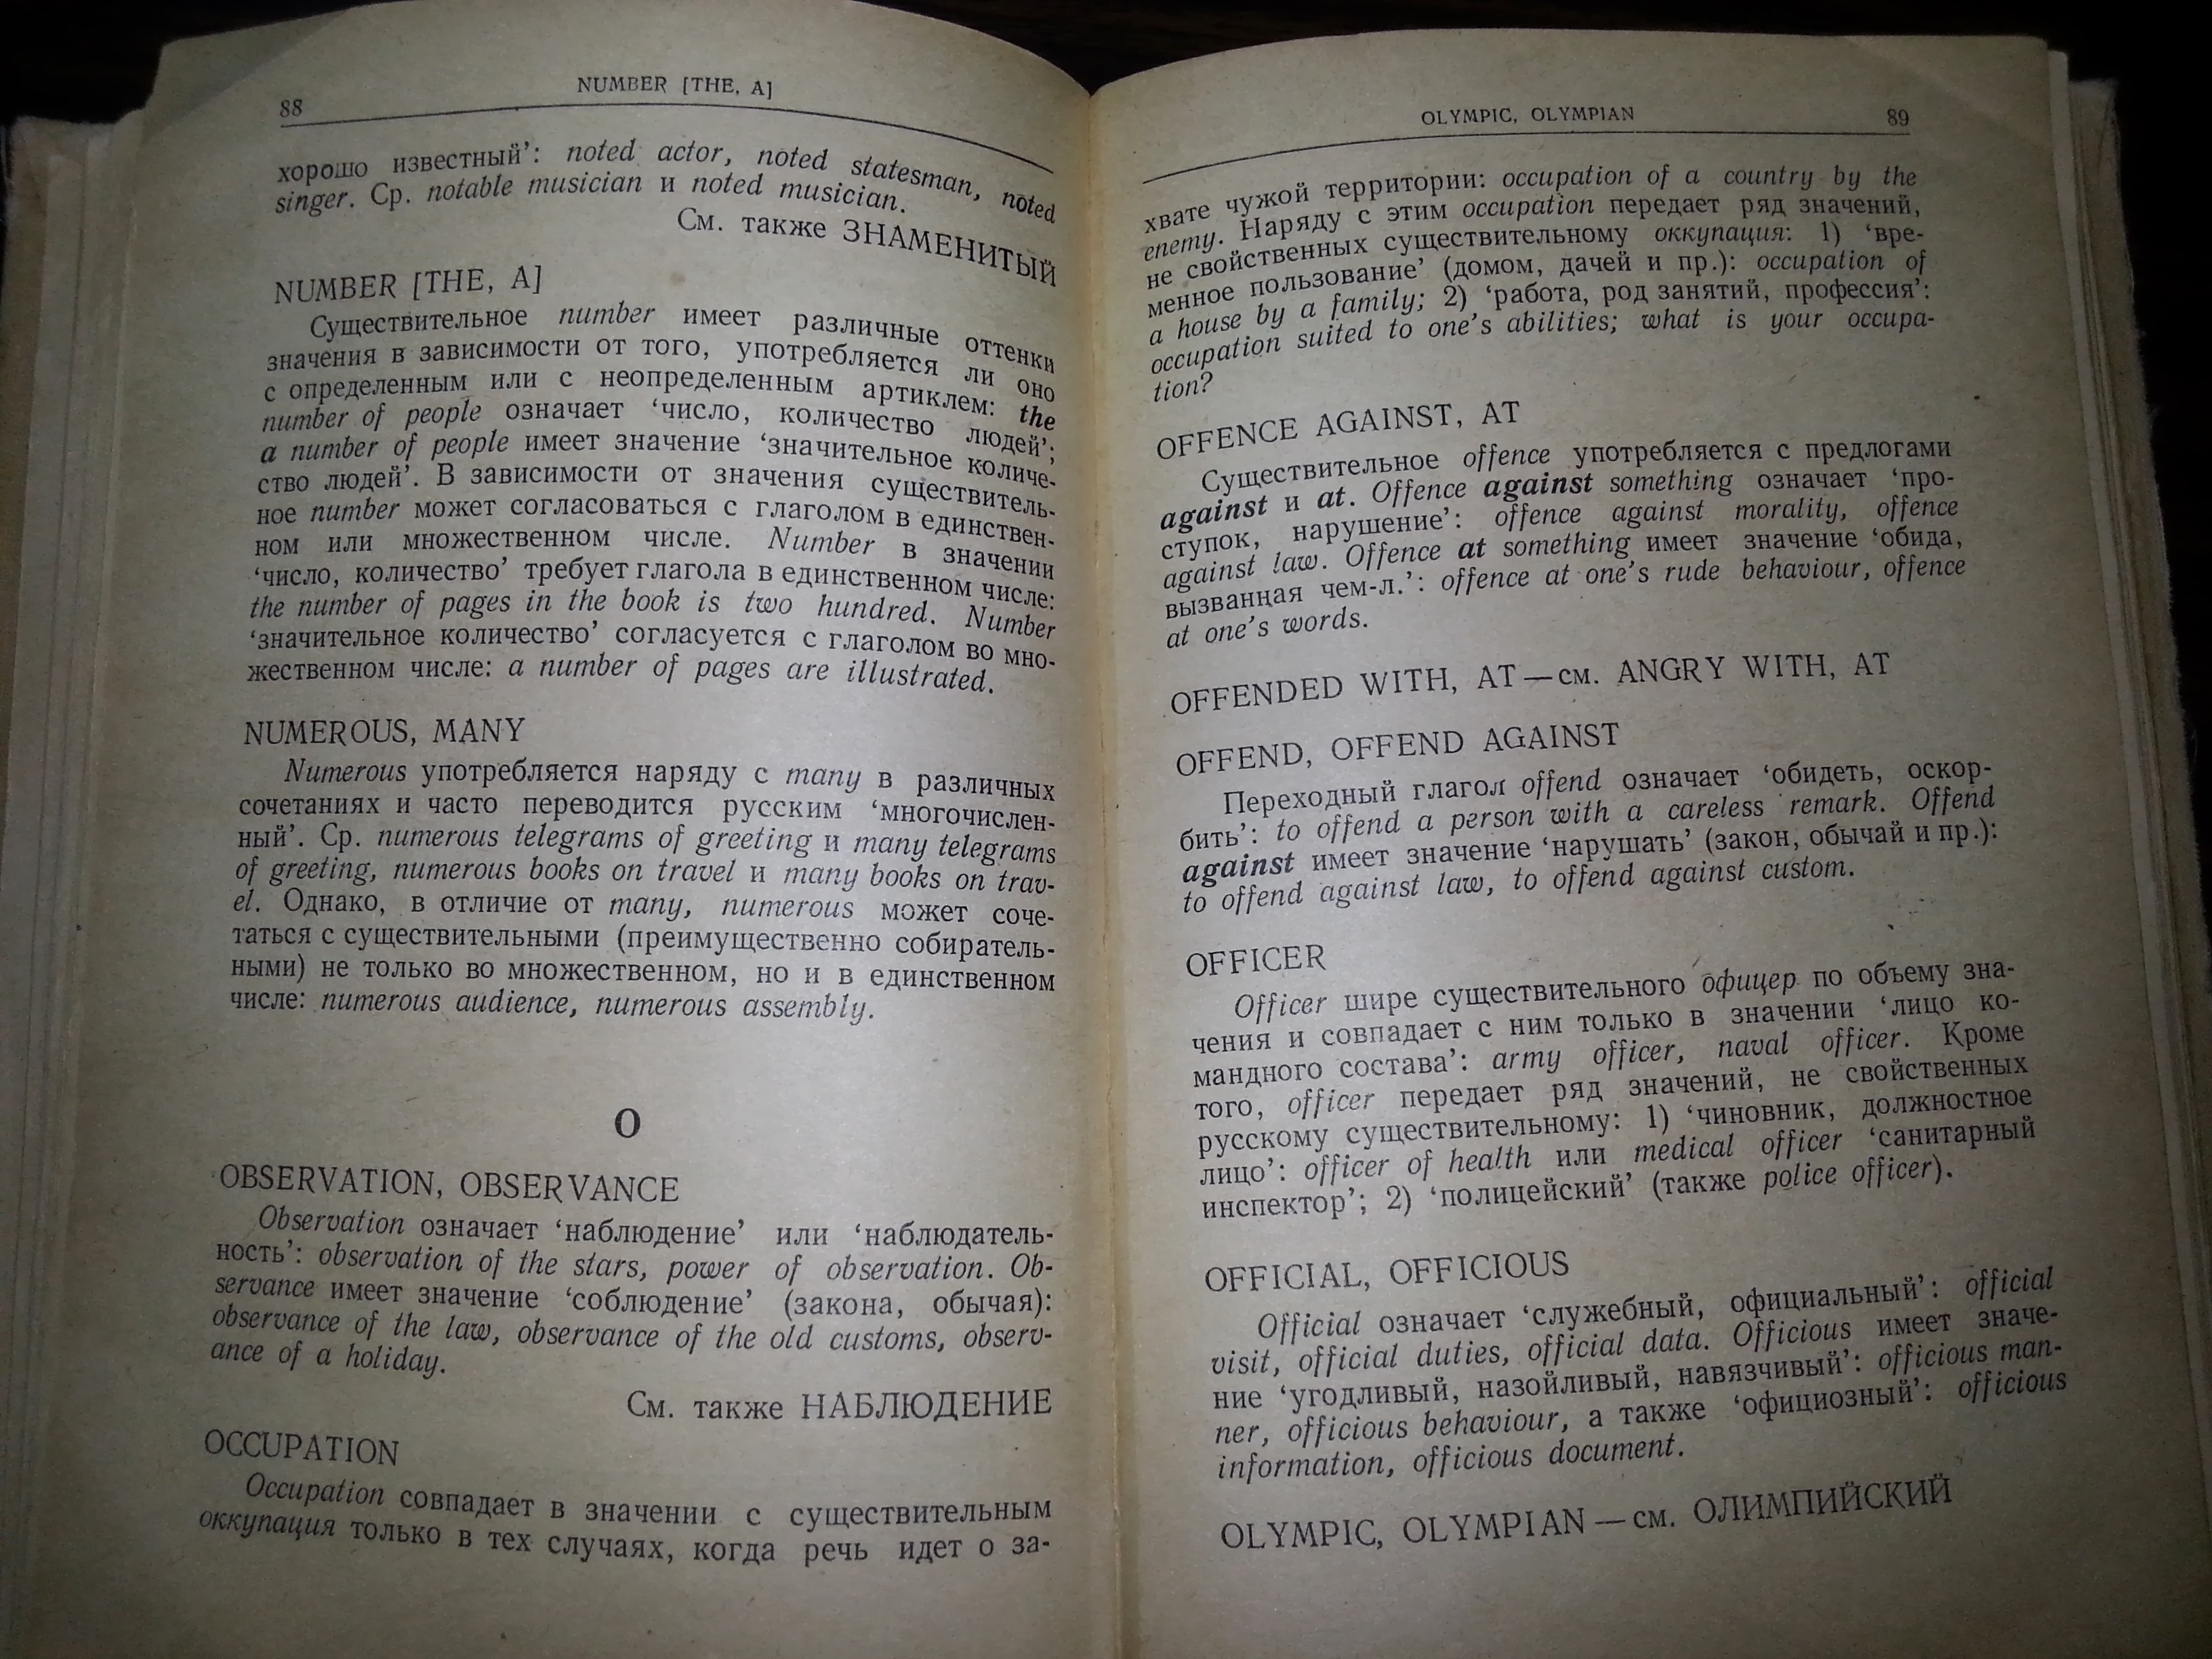 88
NUMBER [THE, A]
хорошо известный’: noted actor, noted statesman, noted
singer. Ср. notable musician и noted musician.
См. также ЗНАМЕНИТЫЙ
NUMBER [THE, A]
Существительное number имеет различные оттенки
значения в зависимости от того, употребляется ли оно
с определенным или с неопределенным артиклем: the
number of people означает ‘число, количество людей’;
a number of people имеет значение ‘значительное количе-
ство людей’. В зависимости от значения существитель-
ное number может согласоваться с глаголом в единствен-
ном или множественном числе. Number в значении
‘число, количество’ требует глагола в единственном числе:
the number of pages in the book is two hundred. Number
‘значительное количество’ согласуется с глаголом во мно-
жественном числе: a number of pages are illustrated.
NUMEROUS, MANY
Numerous употребляется наряду с many в различных
сочетаниях и часто переводится русским ‘многочислен-
ный’. Ср. numerous telegrams of greeting и many telegrams
of greeting, numerous books on travel и many books on trav-
el. Однако, в отличие от many, numerous может соче-
таться с существительными (преимущественно собиратель-
ными) не только во множественном, но и в единственном
числе: numerous audience, numerous assembly.
O
OBSERVATION, OBSERVANCE
Observation означает ‘наблюдение’ или ‘наблюдатель-
ность’: observation of the stars, power of observation. Ob-
servance имеет значение ‘соблюдение’ (закона, обычая):
observance of the law, observance of the old customs, observ-
ance of a holiday.
См. также НАБЛЮДЕНИЕ
OCCUPATION
Occupation совпадает в значении с существительным
оккупация только в тех случаях, когда речь идет о за-
OLYMPIC, OLYMPIAN
89
хвате чужой территории: occupation of a country by the
enemy. Наряду с этим occupation передает ряд значений,
не свойственных существительному оккупация: 1) ‘вре-
менное пользование’ (домом, дачей и пр.): occupation of
a house by a family; 2) ‘работа, род занятий, профессия’:
occupation suited to one’s abilities; what is your occupa-
tion?
OFFENCE AGAINST, AT
Существительное offence употребляется с предлогами
against и at. Offence against something означает ‘про-
ступок, нарушение’: offence against morality, offence
against law. Offence at something имеет значение ‘обида,
вызванная чем-л.’: offence at one’s rude behaviour, offence
at one’s words.
OFFENDED WITH, AT — см. ANGRY WITH, AT
OFFEND, OFFEND AGAINST
Переходный глагол offend означает ‘обидеть, оскор-
бить’: to offend a person with a careless remark. Offend
against имеет значение ‘нарушать’ (закон, обычай и пр.):
to offend against law, to offend against custom.
OFFICER
Officer шире существительного офицер по объему зна-
чения и совпадает с ним только в значении ‘лицо ко-
мандного состава’: army officer, naval officer. Кроме
того, officer передает ряд значений, не свойственных
русскому существительному: 1) ‘чиновник, должностное
лицо’: officer of health или medical officer ‘санитарный
инспектор’; 2) ‘полицейский’ (также police officer).
OFFICIAL, OFFICIOUS
Official означает ‘служебный, официальный’: official
visit, official duties, official data. Officious имеет значе-
ние ‘угодливый, назойливый, навязчивый’: officious man-
ner, officious behaviour, а также ‘официозный’: officious
information, officious document.
OLYMPIC, OLYMPIAN — см. ОЛИМПИЙСКИЙ